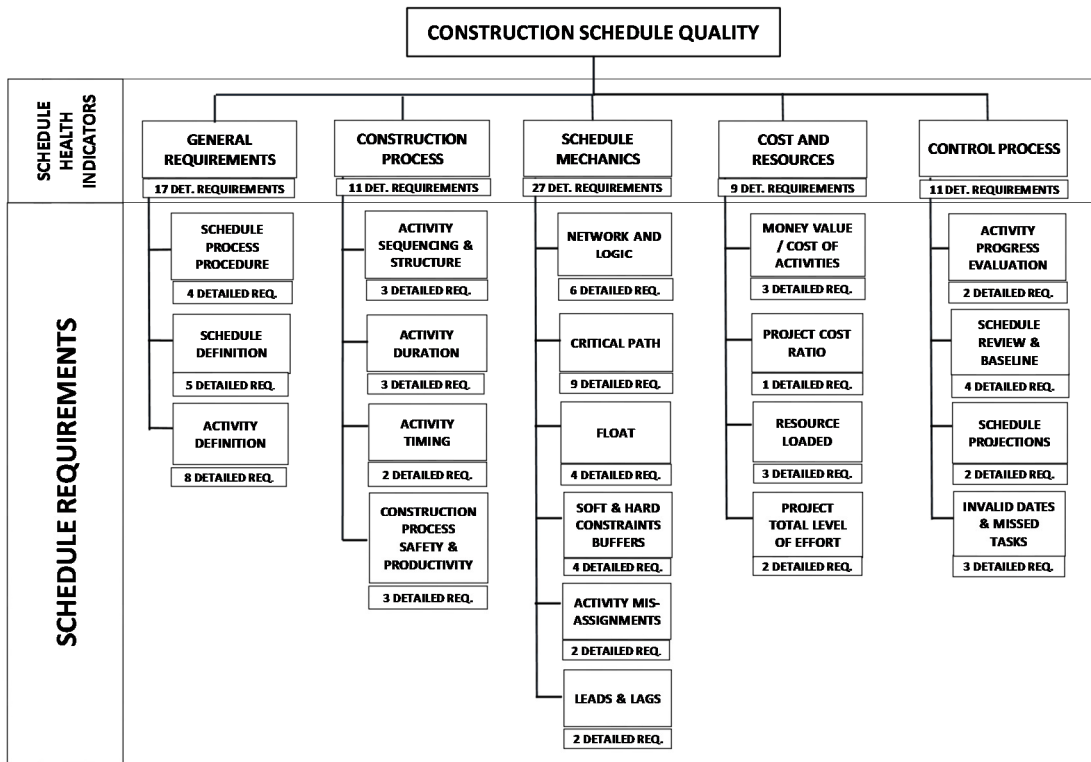 CONSTRUCTION SCHEDULE QUALITY
SCHEDULE
HEALTH
INDICATORS
GENERAL
REQUIREMENTS
17 DET. REQUIREMENTS
CONSTRUCTION
PROCESS
11 DET. REQUIREMENTS
SCHEDULE
MECHANICS
27 DET. REQUIREMENTS
COST AND
RESOURCES
9 DET. REQUIREMENTS
CONTROL PROCESS
11 DET. REQUIREMENTS
SCHEDULE REQUIREMENTS
SCHEDULE
PROCESS
PROCEDURE
4 DETAILED REQ.
SCHEDULE
DEFINITION
5 DETAILED REQ.
ACTIVITY
DEFINITION
8 DETAILED REQ.
ACTIVITY
SEQUENCING &
STRUCTURE
3 DETAILED REQ.
ACTIVITY
DURATION
3 DETAILED REQ.
ACTIVITY
TIMING
2 DETAILED REQ.
CONSTRUCTION
PROCESS
SAFETY &
PRODUCTIVITY
3 DETAILED REQ.
NETWORK AND
LOGIC
6 DETAILED REQ.
CRITICAL PATH
9 DETAILED REQ.
FLOAT
4 DETAILED REQ.
SOFT & HARD
CONSTRAINTS
BUFFERS
4 DETAILED REQ.
ACTIVITY MIS-
ASSIGNMENTS
2 DETAILED REQ.
LEADS & LAGS
2 DETAILED REQ.
MONEY VALUE
/ COST OF
ACTIVITIES
3 DETAILED REQ.
PROJECT COST
RATIO
1 DETAILED REQ.
RESOURCE
LOADED
3 DETAILED REQ.
PROJECT
TOTAL LEVEL
OF EFFORT
2 DETAILED REQ.
ACTIVITY
PROGRESS
EVALUATION
2 DETAILED REQ.
SCHEDULE
REVIEW &
BASELINE
4 DETAILED REQ.
SCHEDULE
PROJECTIONS
2 DETAILED REQ.
INVALID DATES
& MISSED
TASKS
3 DETAILED REQ.